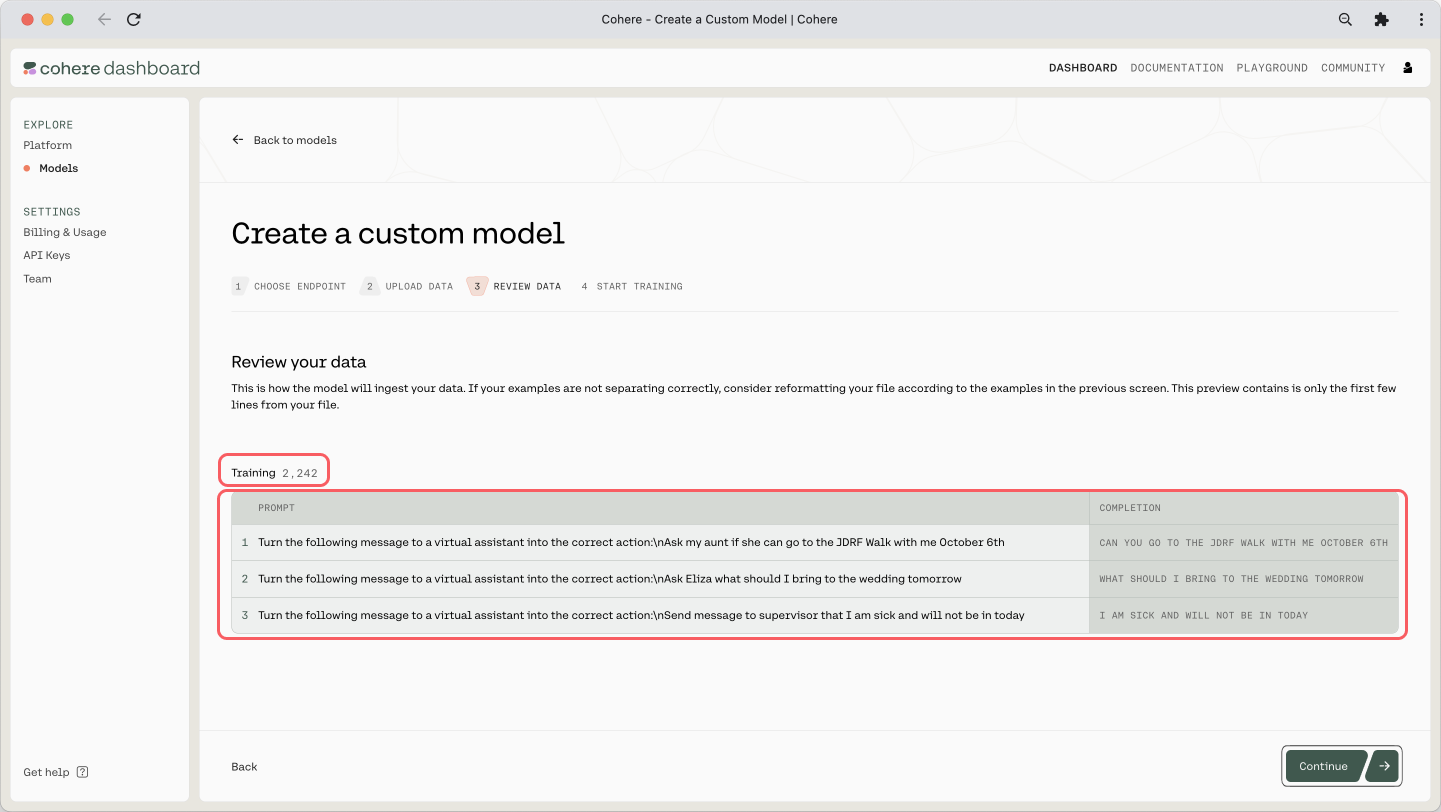 Cohere - Create a Custom Model | Cohere
cohere dashboard
DASHBOARD DOCUMENTATION PLAYGROUND COMMUNITY
EXPLORE
Platform
Models
SETTINGS
Billing & Usage
API Keys
Team
Get help ?
← Back to models
Create a custom model
1 CHOOSE ENDPOINT 2 UPLOAD DATA 3 REVIEW DATA 4 START TRAINING
Review your data
This is how the model will ingest your data. If your examples are not separating correctly, consider reformatting your file according to the examples in the previous screen. This preview contains is only the first few
lines from your file.
Training 2,242
PROMPT COMPLETION
1 Turn the following message to a virtual assistant into the correct action:\nAsk my aunt if she can go to the JDRF Walk with me October 6th CAN YOU GO TO THE JDRF WALK WITH ME OCTOBER 6TH
2 Turn the following message to a virtual assistant into the correct action:\nAsk Eliza what should I bring to the wedding tomorrow WHAT SHOULD I BRING TO THE WEDDING TOMORROW
3 Turn the following message to a virtual assistant into the correct action:\nSend message to supervisor that I am sick and will not be in today I AM SICK AND WILL NOT BE IN TODAY
Back Continue →